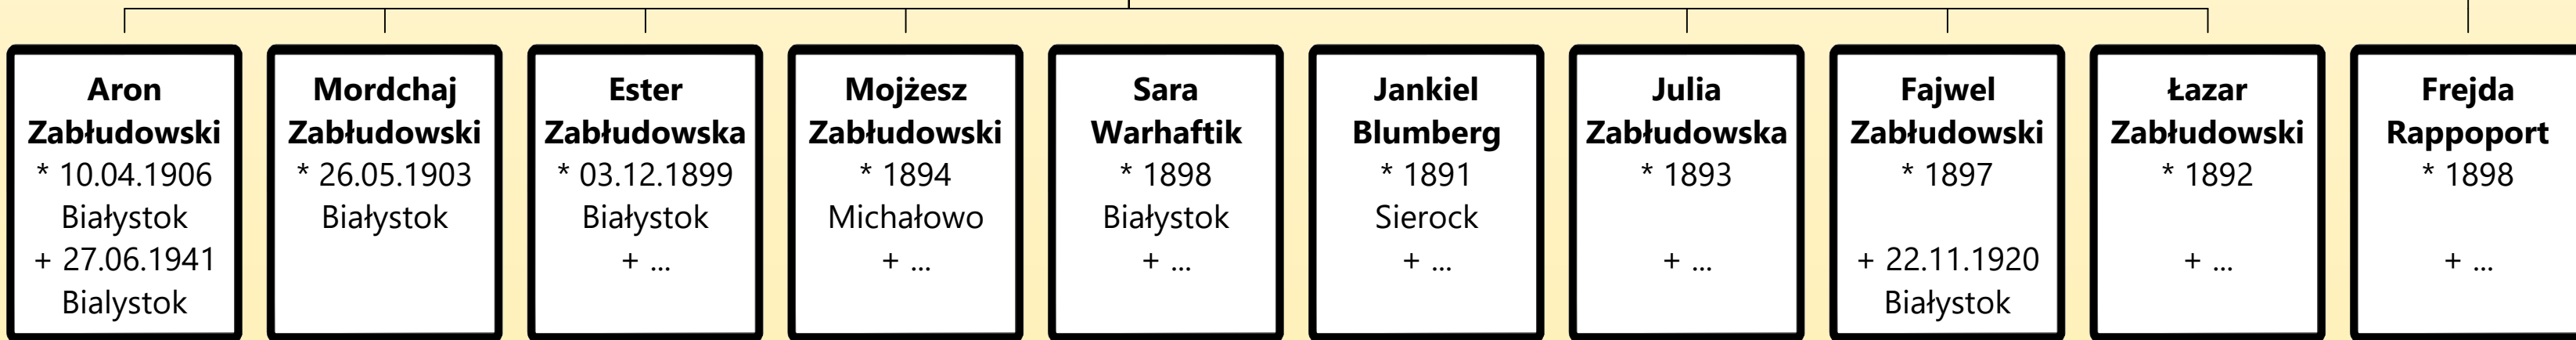 Aron
Zabłudowski
* 10.04.1906
Białystok
+ 27.06.1941
Bialystok
Mordchaj
Zabłudowski
* 26.05.1903
Białystok
Ester
Zabłudowska
* 03.12.1899
Białystok
+ ...
Mojżesz
Zabłudowski
* 1894
Michałowo
+ ...
Sara
Warhaftik
* 1898
Białystok
+ ...
Jankiel
Blumberg
* 1891
Sierock
+ ...
Julia
Zabłudowska
* 1893
+ ...
Fajwel
Zabłudowski
* 1897
+ 22.11.1920
Białystok
Łazar
Zabłudowski
* 1892
+ ...
Frejda
Rappoport
* 1898
+ ...